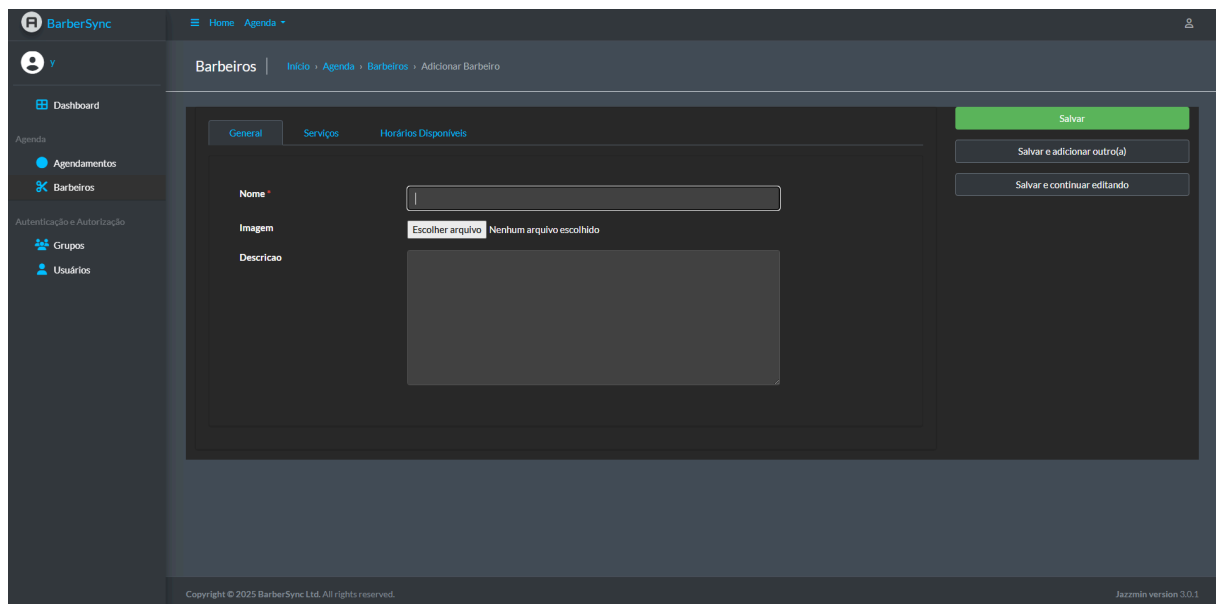 BarberSync
Home Agenda
y
Barbeiros Início › Agenda › Barbeiros › Adicionar Barbeiro
Dashboard
Agenda
Agendamentos
Barbeiros
Autenticação e Autorização
Grupos
Usuários
General Serviços Horários Disponíveis
Nome *
Imagem Escolher arquivo Nenhum arquivo escolhido
Descricao
Salvar
Salvar e adicionar outro(a)
Salvar e continuar editando
Copyright © 2025 BarberSync Ltd. All rights reserved. Jazzmin version 3.0.1